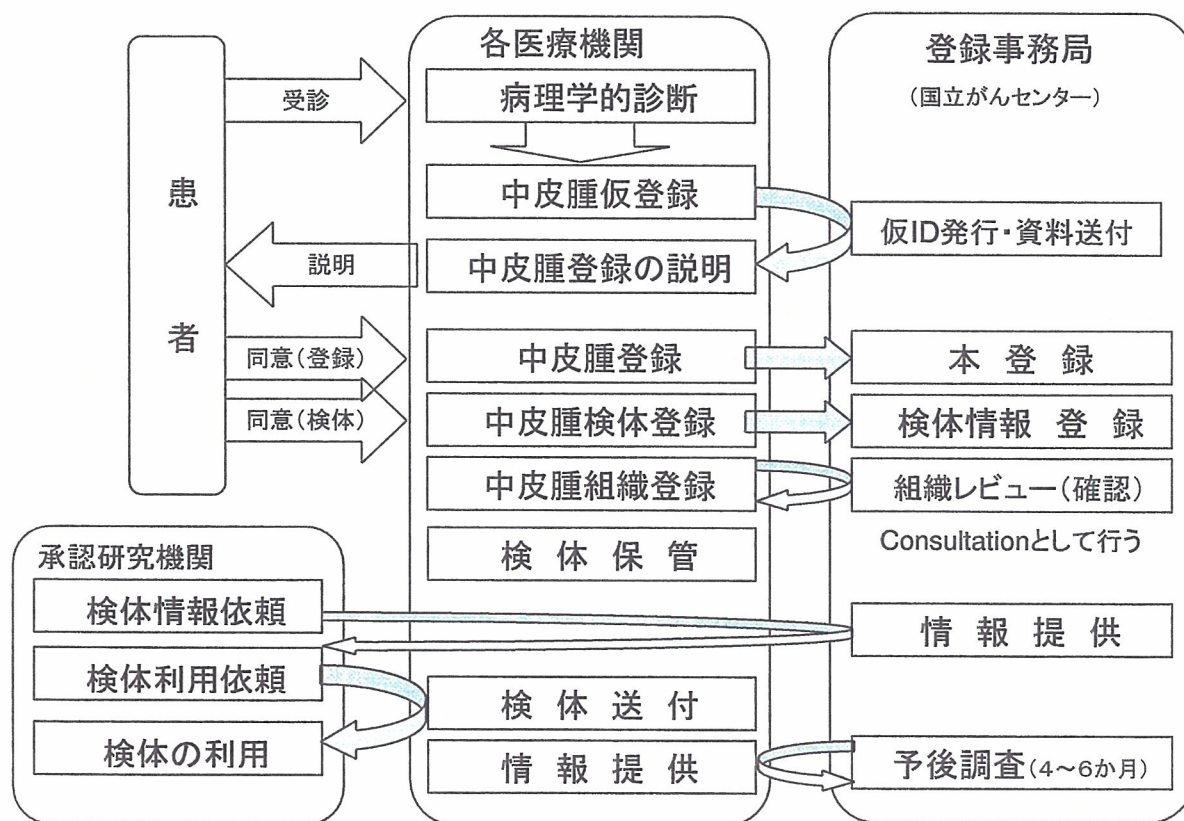 患者
受診
説明
同意(登録)
同意(検体)
各医療機関
病理学的診断
中皮腫仮登録
中皮腫登録の説明
中皮腫登録
中皮腫検体登録
中皮腫組織登録
検体保管
検体送付
情報提供
登録事務局
(国立がんセンター)
仮ID発行・資料送付
本登録
検体情報登録
組織レビュー(確認)
Consultationとして行う
情報提供
予後調査(4～6か月)
承認研究機関
検体情報依頼
検体利用依頼
検体の利用